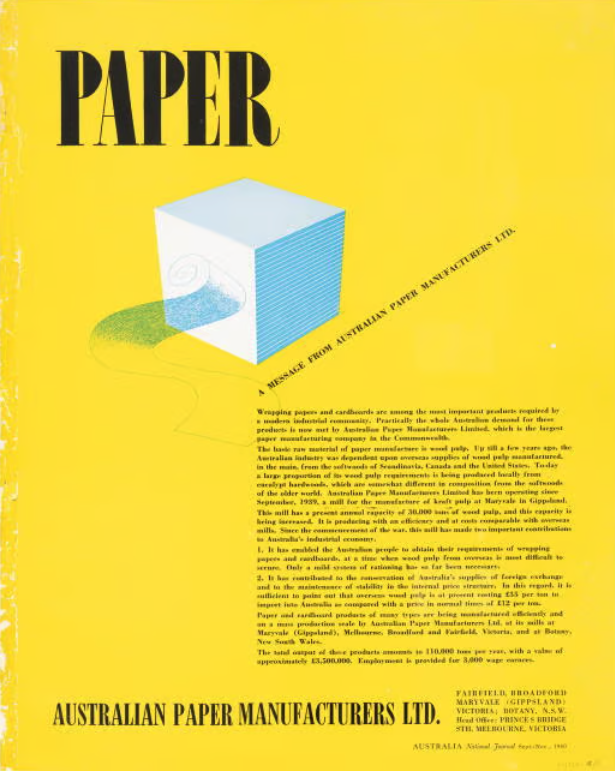 PAPER
A MESSAGE FROM AUSTRALIAN PAPER MANUFACTURERS LTD.
Wrapping papers and cardboards are among the most important products required by
a modern industrial community. Practically the whole Australian demand for these
products is now met by Australian Paper Manufacturers Limited, which is the largest
paper manufacturing company in the Commonwealth.
The basic raw material of paper manufacture is wood pulp. Up till a few years ago, the
Australian industry was dependent upon overseas supplies of wood pulp manufactured,
in the main, from the softwoods of Scandinavia, Canada and the United States. To-day
a large proportion of its wood pulp requirements is being produced locally from
eucalypt hardwoods, which are somewhat different in composition from the softwoods
of the older world. Australian Paper Manufacturers Limited has been operating since
September, 1939, a mill for the manufacture of kraft pulp at Maryvale in Gippsland.
This mill has a present annual capacity of 30,000 tons of wood pulp, and this capacity is
being increased. It is producing with an efficiency and at costs comparable with overseas
mills. Since the commencement of the war, this mill has made two important contributions
to Australia's industrial economy.
1. It has enabled the Australian people to obtain their requirements of wrapping
papers and cardboards, at a time when wood pulp from overseas is most difficult to
secure. Only a mild system of rationing has so far been necessary.
2. It has contributed to the conservation of Australia's supplies of foreign exchange
and to the maintenance of stability in the internal price structure. In this regard, it is
sufficient to point out that overseas wood pulp is at present costing £35 per ton to
import into Australia as compared with a price in normal times of £12 per ton.
Paper and cardboard products of many types are being manufactured efficiently and
on a mass production scale by Australian Paper Manufacturers Ltd. at its mills at
Maryvale (Gippsland), Melbourne, Broadford and Fairfield, Victoria, and at Botany,
New South Wales.
The total output of these products amounts to 110,000 tons per year, with a value of
approximately £3,500,000. Employment is provided for 3,000 wage earners.
AUSTRALIAN PAPER MANUFACTURERS LTD.
FAIRFIELD, BROADFORD
MARYVALE (GIPPSLAND)
VICTORIA; BOTANY, N.S.W.
Head Office: PRINCES BRIDGE
STH. MELBOURNE, VICTORIA
AUSTRALIA National Journal Sept.-Nov., 1940